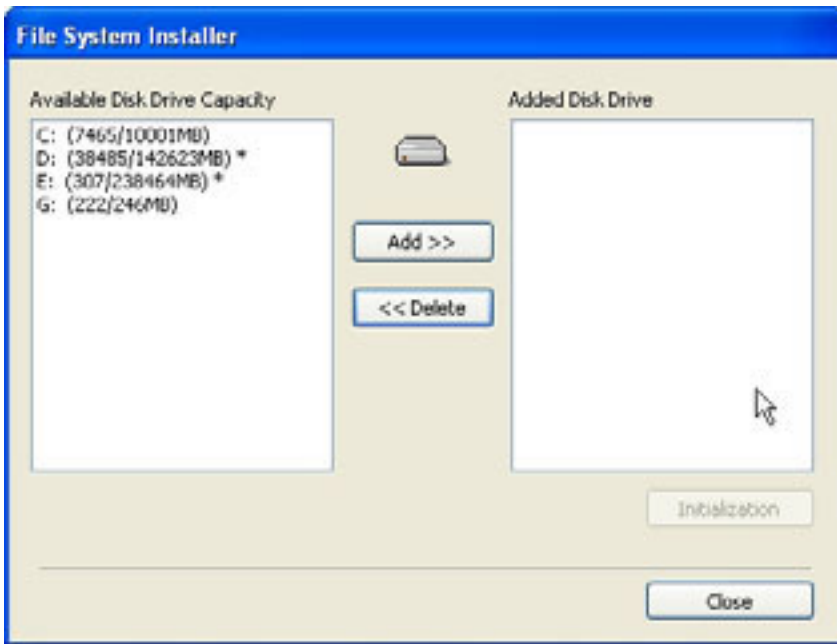 File System Installer
Available Disk Drive Capacity
C: (7465/10001MB)
D: (38485/142623MB) *
E: (307/238464MB) *
G: (222/246MB)
Add >>
<< Delete
Added Disk Drive
Initialization
Close